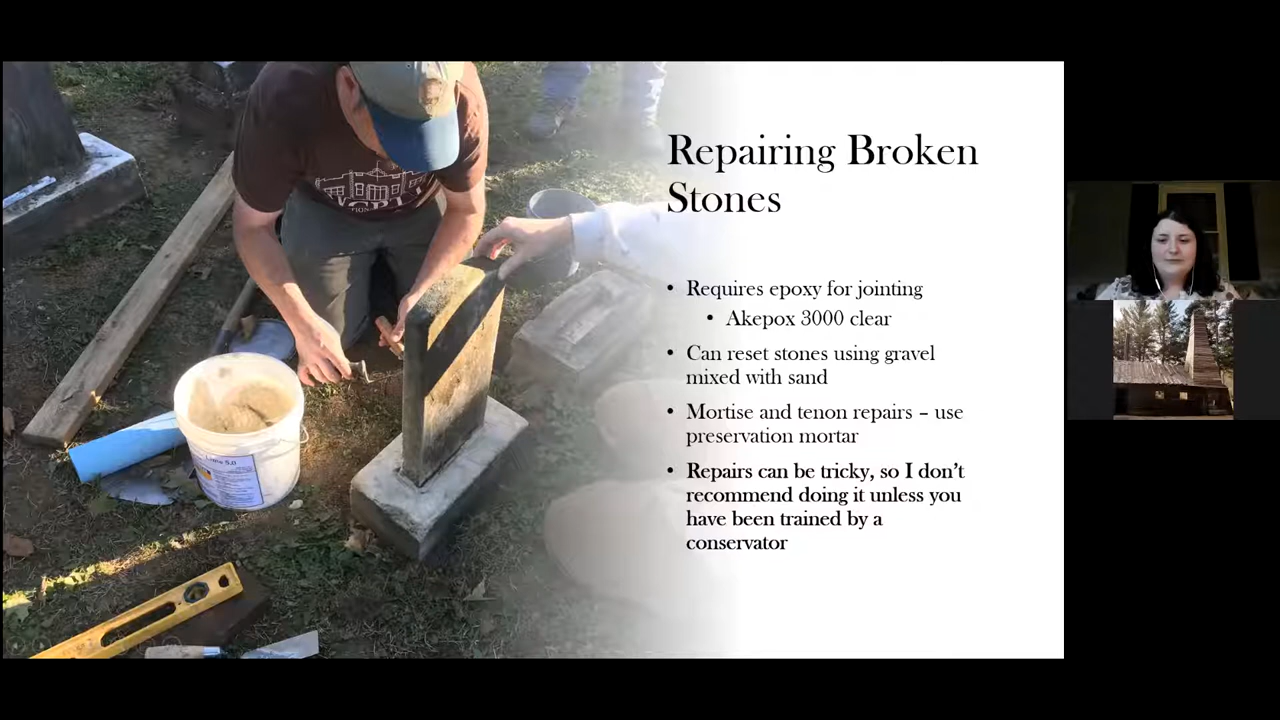 Repairing Broken
Stones
• Requires epoxy for jointing
• Akepox 3000 clear
• Can reset stones using gravel
mixed with sand
• Mortise and tenon repairs – use
preservation mortar
• Repairs can be tricky, so I don’t
recommend doing it unless you
have been trained by a
conservator